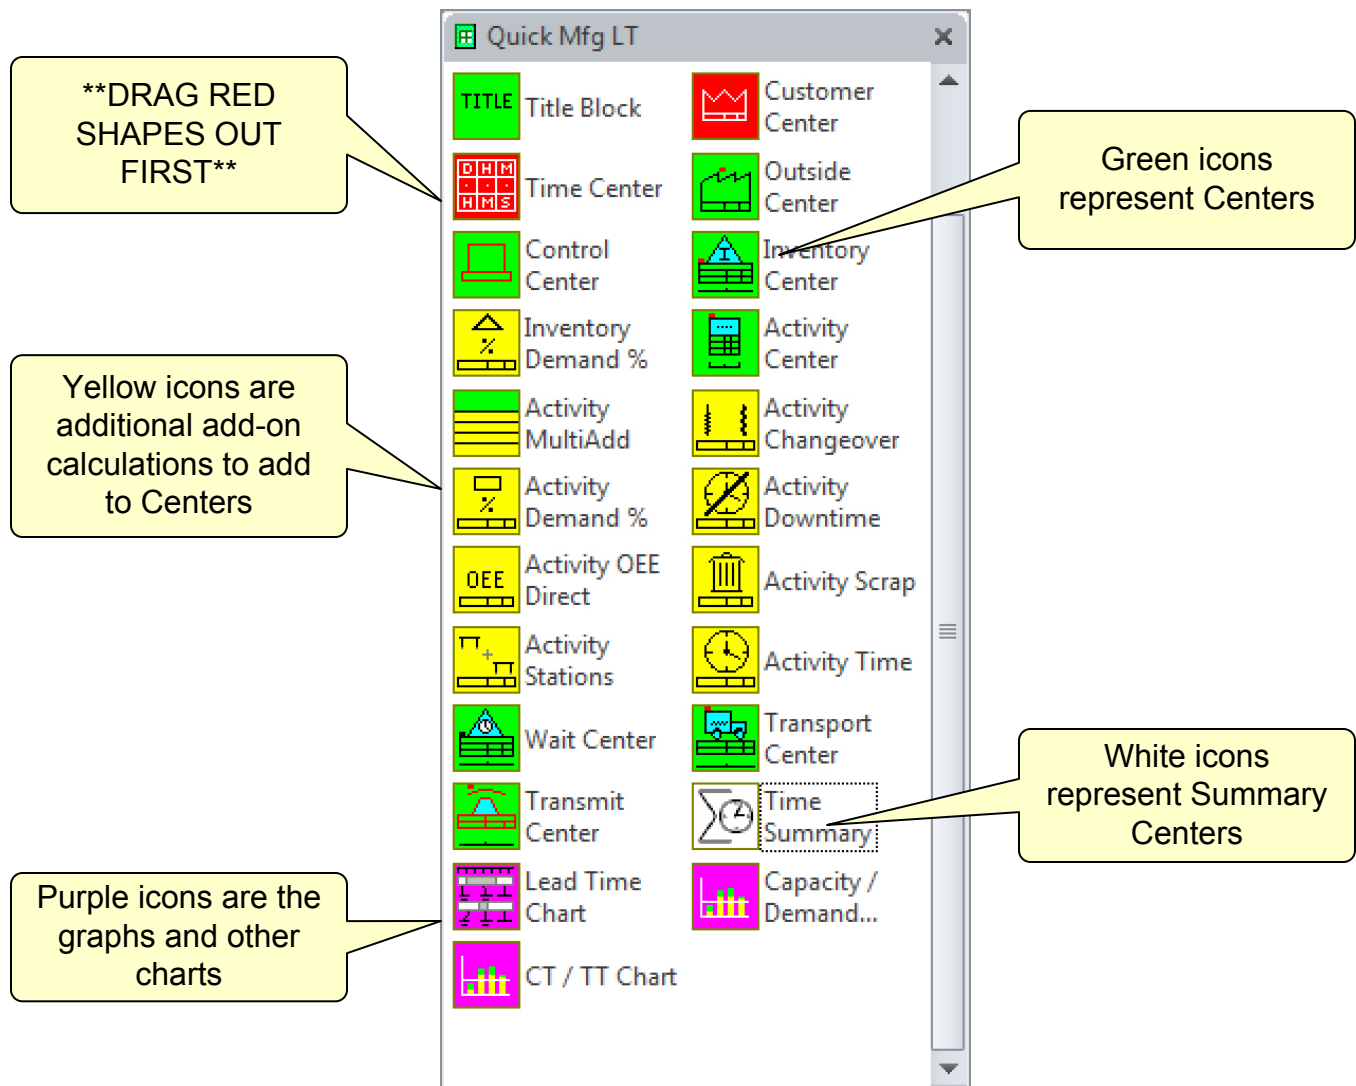 Quick Mfg LT
**DRAG RED
SHAPES OUT
FIRST**
TITLE
Title Block
Customer
Center
D H M
H M S
Time Center
Outside
Center
Green icons
represent Centers
Control
Center
I
Inventory
Center
%
Inventory
Demand %
Activity
Center
Yellow icons are
additional add-on
calculations to add
to Centers
Activity
MultiAdd
Activity
Changeover
%
Activity
Demand %
Activity
Downtime
OEE
Activity OEE
Direct
Activity Scrap
+
Activity
Stations
Activity Time
Wait Center
Transport
Center
White icons
represent Summary
Centers
Transmit
Center
Time
Summary
Purple icons are the
graphs and other
charts
Lead Time
Chart
Capacity /
Demand...
CT / TT Chart